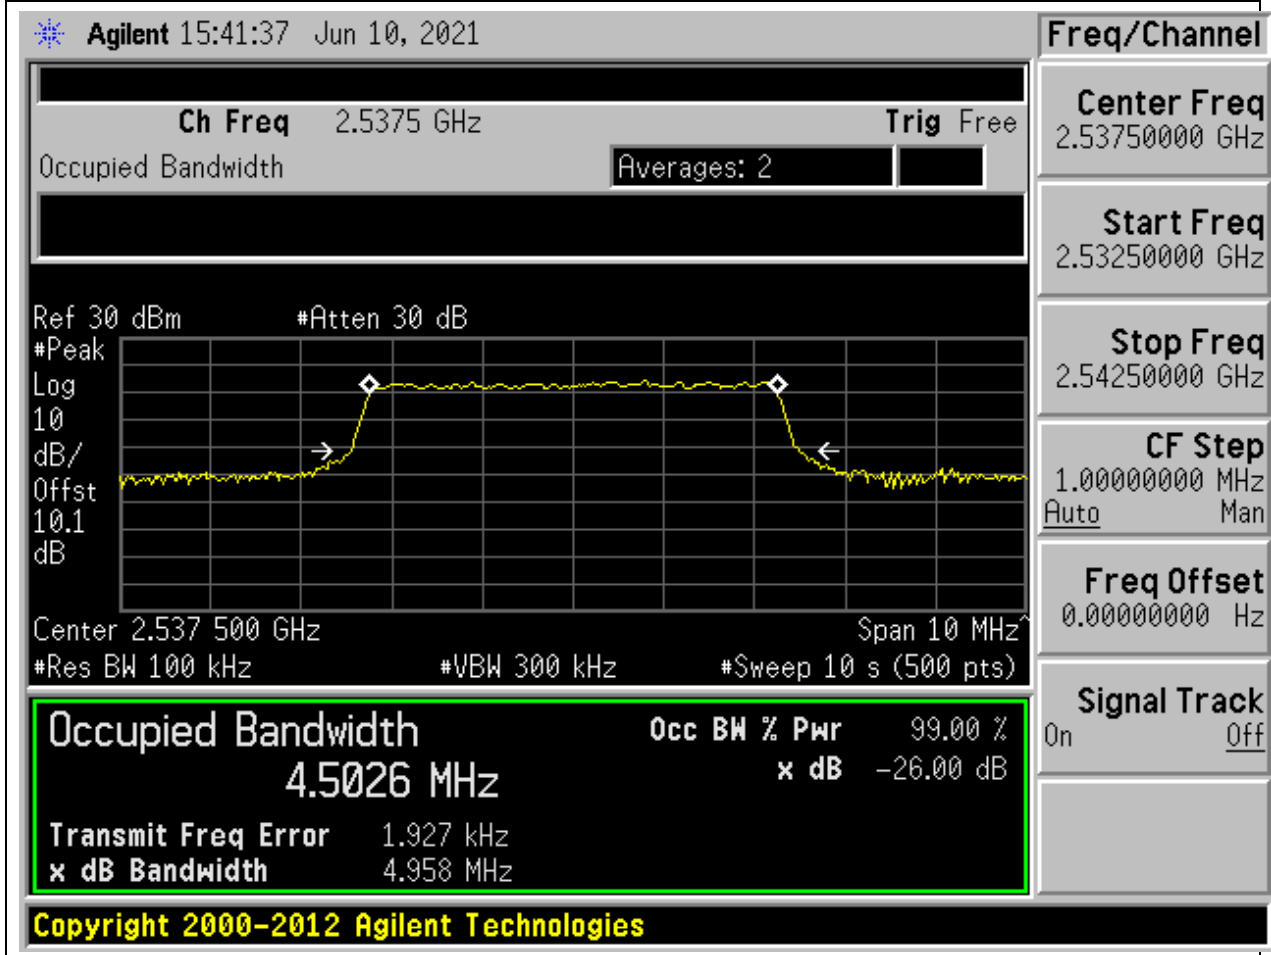 Agilent 15:41:37 Jun 10, 2021
Freq/Channel
Ch Freq 2.5375 GHz Trig Free
Occupied Bandwidth Averages: 2
Center Freq
2.53750000 GHz
Start Freq
2.53250000 GHz
Stop Freq
2.54250000 GHz
CF Step
1.00000000 MHz
Auto Man
Freq Offset
0.00000000 Hz
Signal Track
On Off
Ref 30 dBm #Atten 30 dB
#Peak
Log
10
dB/
Offst
10.1
dB
Center 2.537 500 GHz Span 10 MHz^
#Res BW 100 kHz #VBW 300 kHz #Sweep 10 s (500 pts)
Occupied Bandwidth Occ BW % Pwr 99.00 %
4.5026 MHz x dB -26.00 dB
Transmit Freq Error 1.927 kHz
x dB Bandwidth 4.958 MHz
Copyright 2000-2012 Agilent Technologies